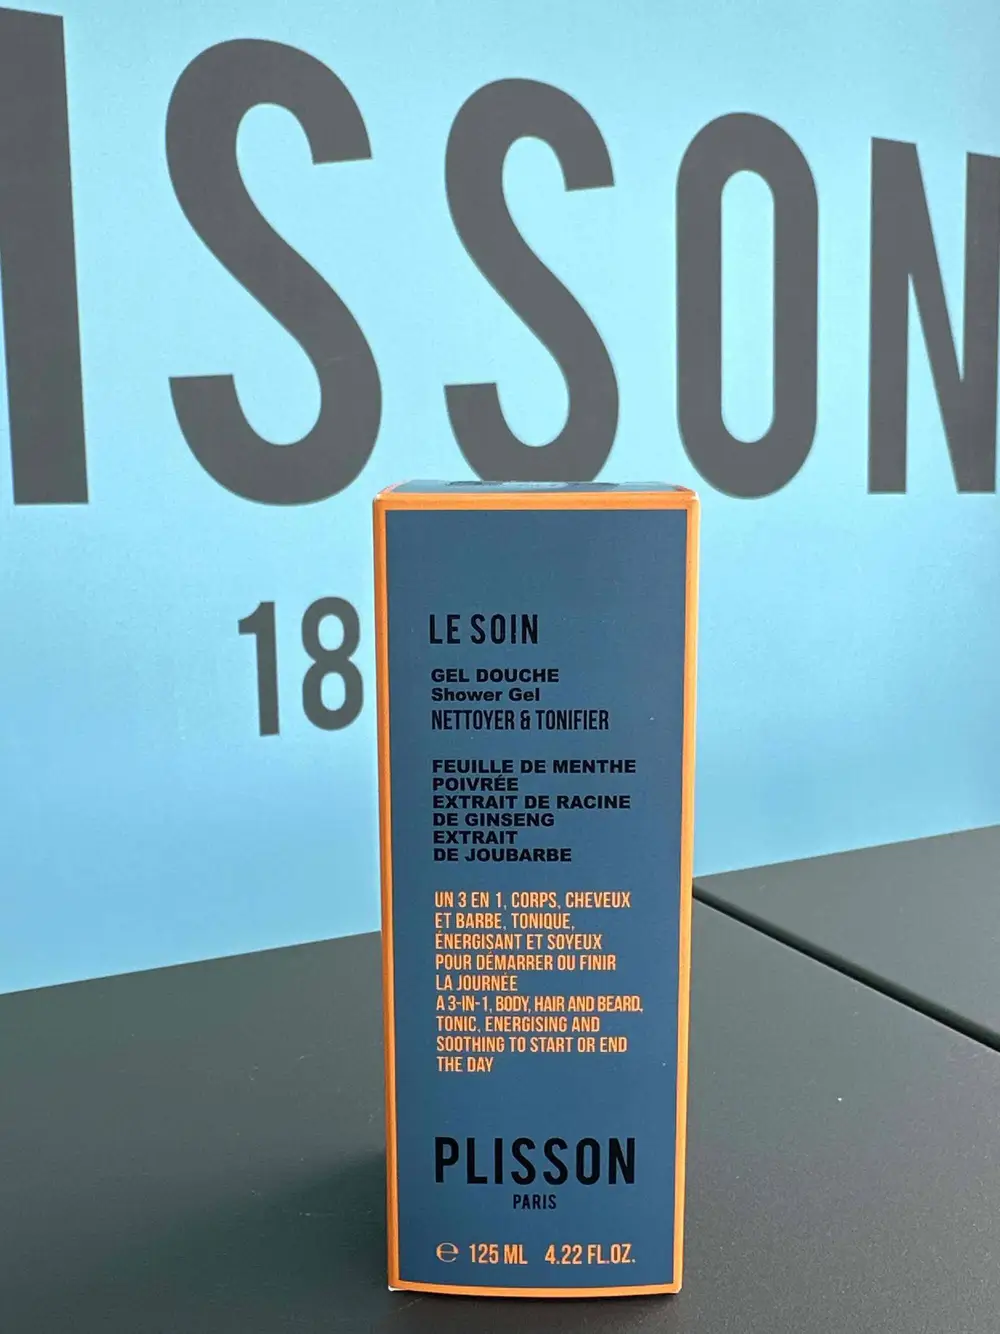 ISSON
18
LE SOIN
GEL DOUCHE
Shower Gel
NETTOYER & TONIFIER
FEUILLE DE MENTHE
POIVRÉE
EXTRAIT DE RACINE
DE GINSENG
EXTRAIT
DE JOUBARBE
UN 3 EN 1, CORPS, CHEVEUX
ET BARBE, TONIQUE,
ÉNERGISANT ET SOYEUX
POUR DÉMARRER OU FINIR
LA JOURNÉE
A 3-IN-1, BODY, HAIR AND BEARD,
TONIC, ENERGISING AND
SOOTHING TO START OR END
THE DAY
PLISSON
PARIS
℮ 125 ML 4.22 FL.OZ.